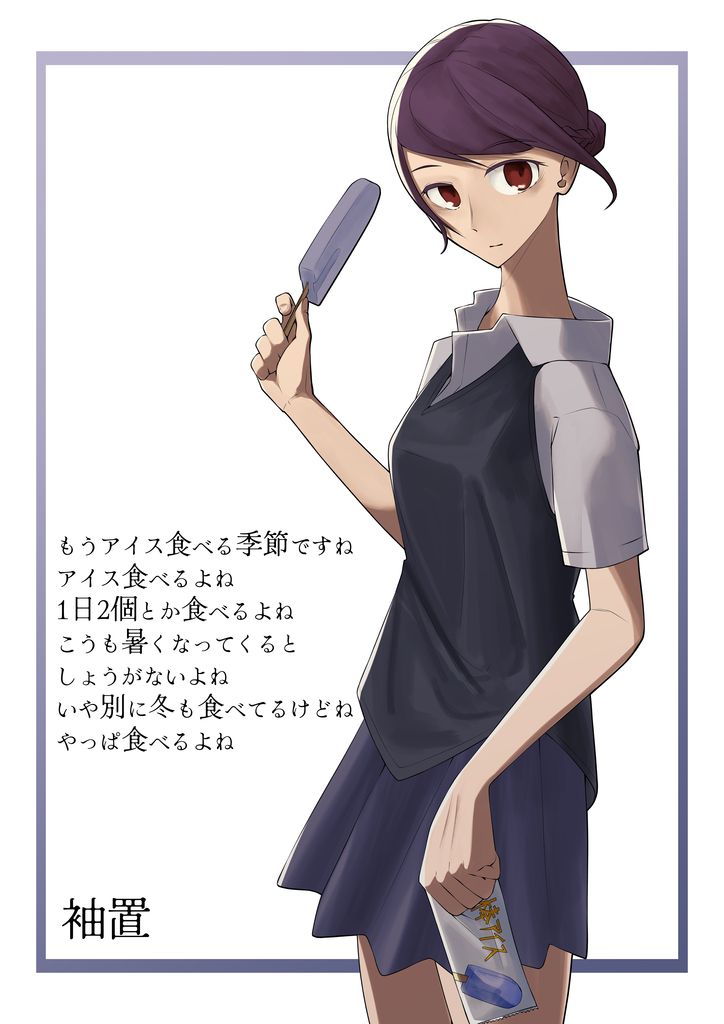 もうアイス食べる季節ですね
アイス食べるよね
1日2個とか食べるよね
こうも暑くなってくると
しょうがないよね
いや別に冬も食べてるけどね
やっぱ食べるよね
袖置
棒アイス